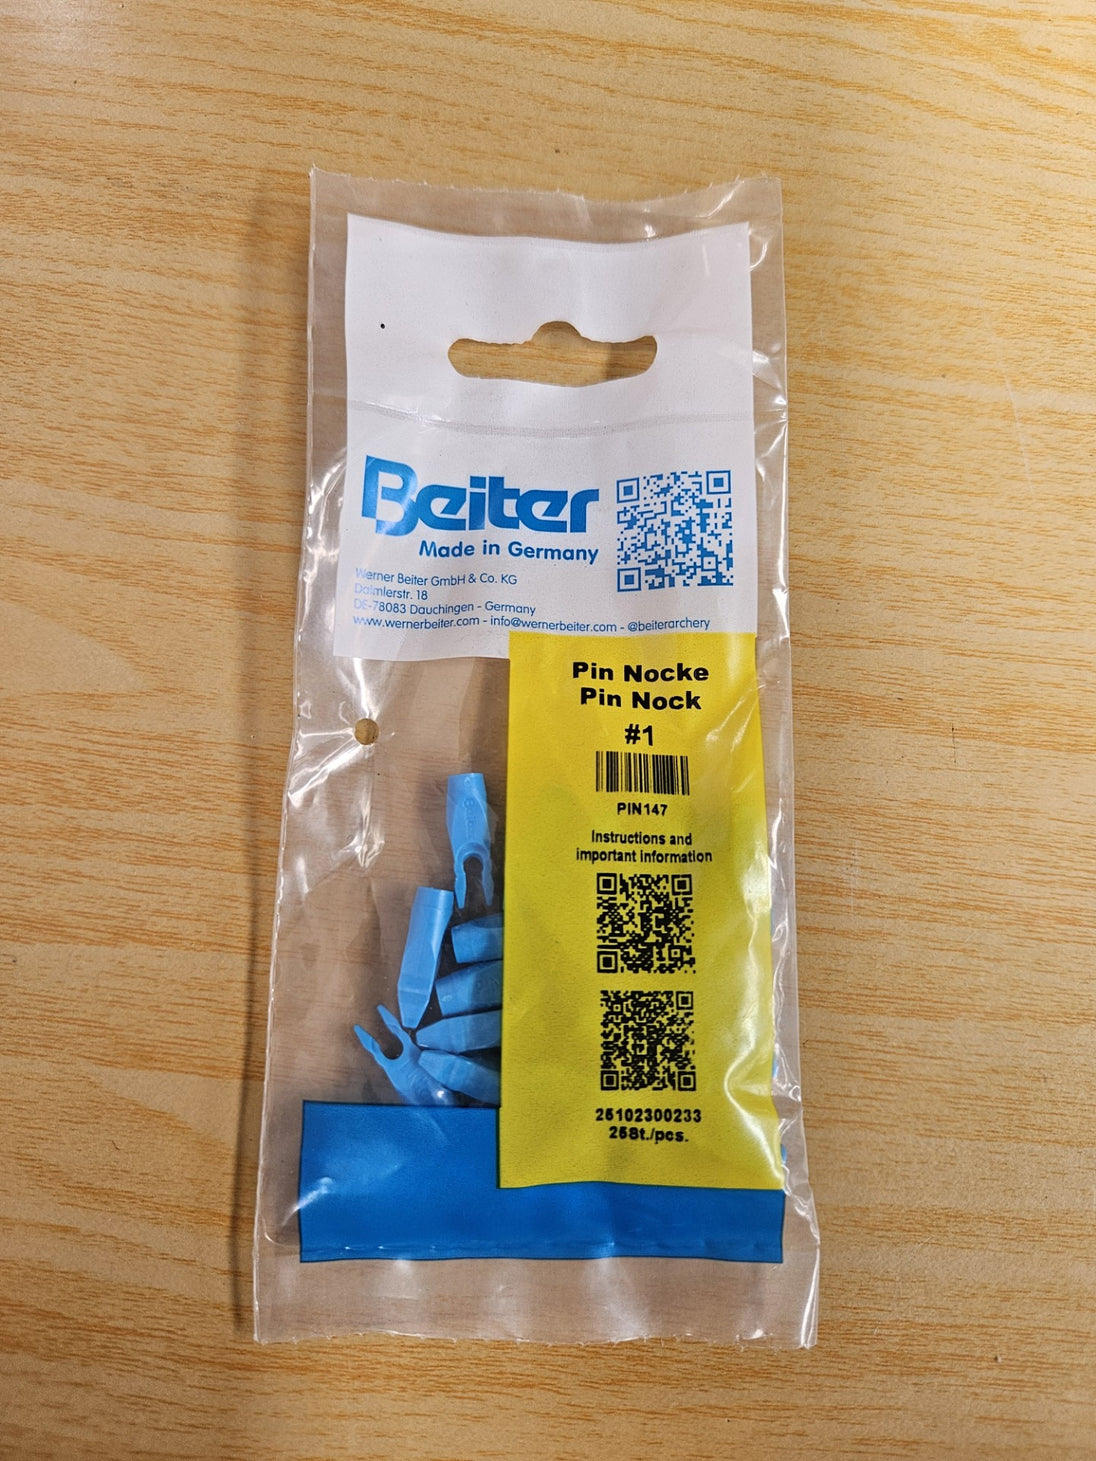 Beiter
Made in Germany
Werner Beiter GmbH & Co. KG
Daimlerstr. 18
DE-78083 Dauchingen - Germany
www.wernerbeiter.com - info@wernerbeiter.com - @beiterarchery
Pin Nocke
Pin Nock
#1
PIN147
Instructions and
important information
25102300233
25St./pcs.
Beiter